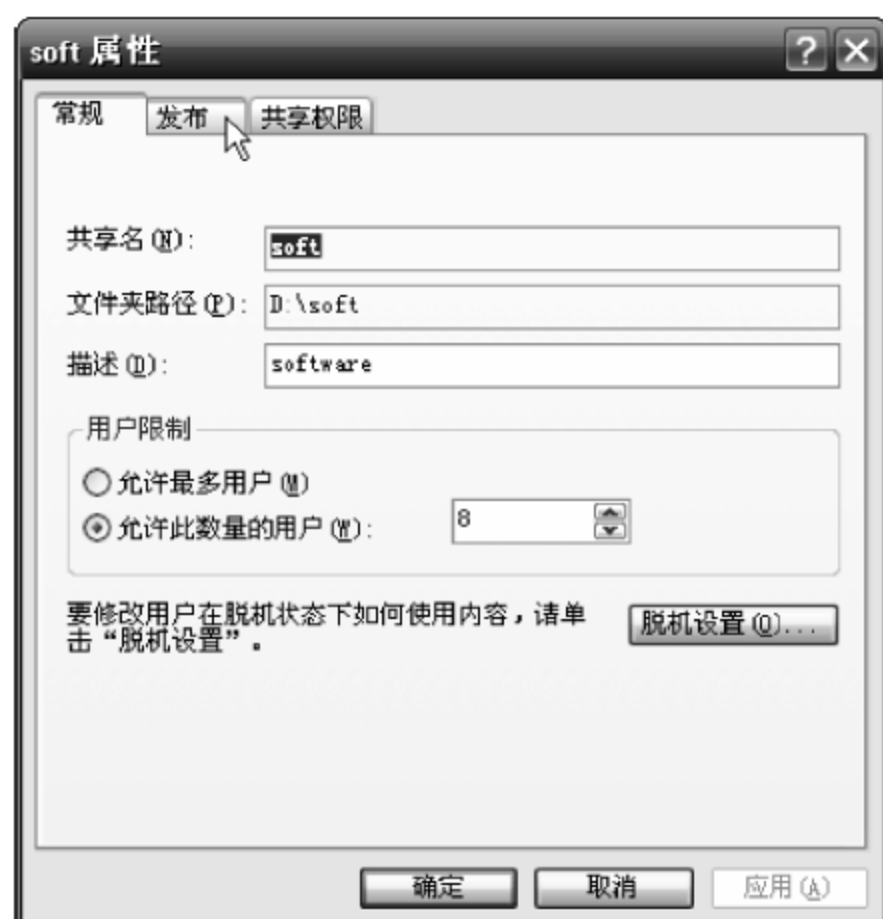 soft 属性
常规 发布 共享权限
共享名(N): soft
文件夹路径(P): D:\soft
描述(D): software
用户限制
允许最多用户(M)
允许此数量的用户(W): 8
要修改用户在脱机状态下如何使用内容，请单
击“脱机设置”。
脱机设置(O)...
确定 取消 应用(A)